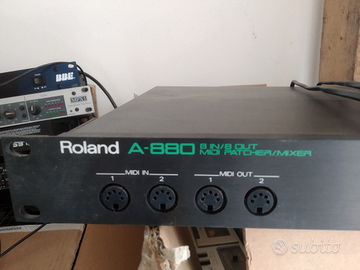 BBE
MPX1
Roland A-880 8 IN/8 OUT
MIDI PATCHER/MIXER
MIDI IN
MIDI OUT
1 2 1 2
subito